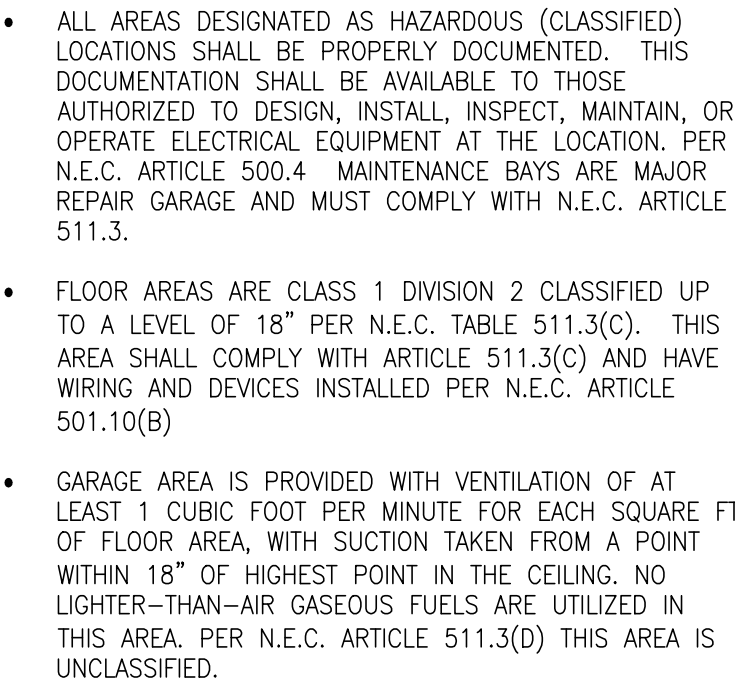 • ALL AREAS DESIGNATED AS HAZARDOUS (CLASSIFIED)
LOCATIONS SHALL BE PROPERLY DOCUMENTED. THIS
DOCUMENTATION SHALL BE AVAILABLE TO THOSE
AUTHORIZED TO DESIGN, INSTALL, INSPECT, MAINTAIN, OR
OPERATE ELECTRICAL EQUIPMENT AT THE LOCATION. PER
N.E.C. ARTICLE 500.4 MAINTENANCE BAYS ARE MAJOR
REPAIR GARAGE AND MUST COMPLY WITH N.E.C. ARTICLE
511.3.
• FLOOR AREAS ARE CLASS 1 DIVISION 2 CLASSIFIED UP
TO A LEVEL OF 18” PER N.E.C. TABLE 511.3(C). THIS
AREA SHALL COMPLY WITH ARTICLE 511.3(C) AND HAVE
WIRING AND DEVICES INSTALLED PER N.E.C. ARTICLE
501.10(B)
• GARAGE AREA IS PROVIDED WITH VENTILATION OF AT
LEAST 1 CUBIC FOOT PER MINUTE FOR EACH SQUARE FT
OF FLOOR AREA, WITH SUCTION TAKEN FROM A POINT
WITHIN 18” OF HIGHEST POINT IN THE CEILING. NO
LIGHTER–THAN–AIR GASEOUS FUELS ARE UTILIZED IN
THIS AREA. PER N.E.C. ARTICLE 511.3(D) THIS AREA IS
UNCLASSIFIED.